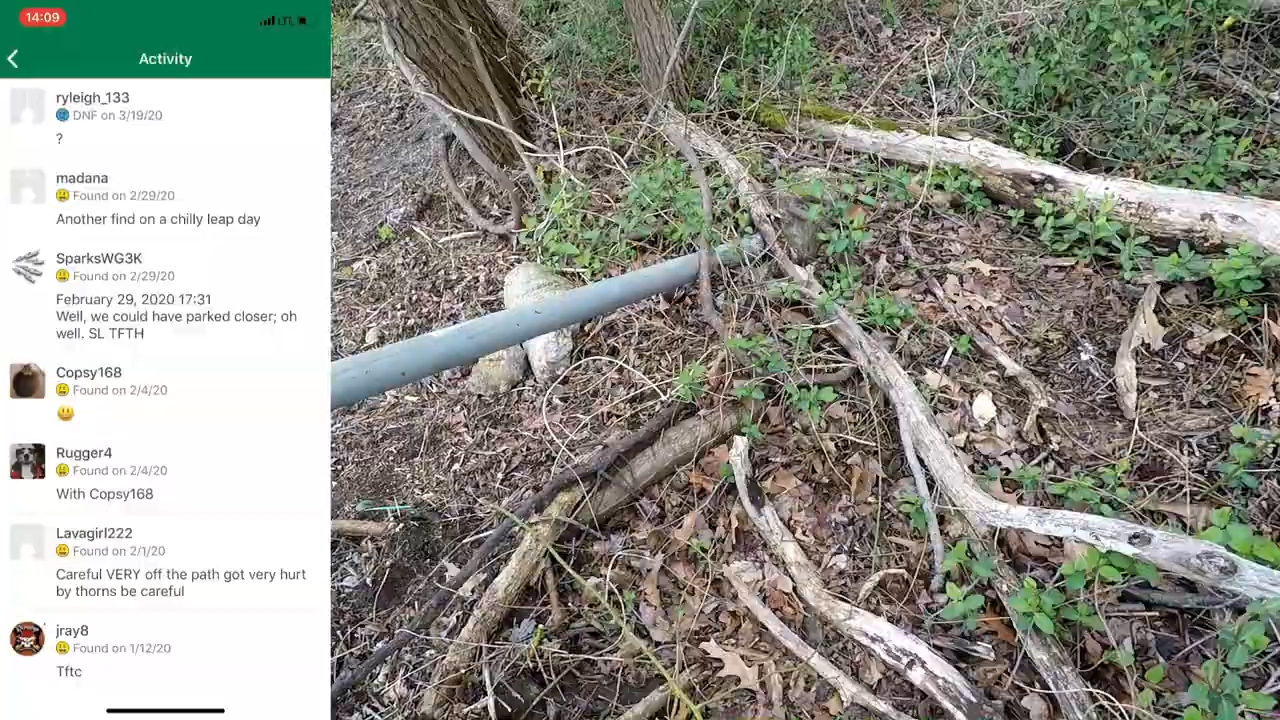 14:09
LTE
Activity
ryleigh_133
DNF on 3/19/20
?
madana
Found on 2/29/20
Another find on a chilly leap day
SparksWG3K
Found on 2/29/20
February 29, 2020 17:31
Well, we could have parked closer; oh
well. SL TFTH
Copsy168
Found on 2/4/20
Rugger4
Found on 2/4/20
With Copsy168
Lavagirl222
Found on 2/1/20
Careful VERY off the path got very hurt
by thorns be careful
jray8
Found on 1/12/20
Tftc